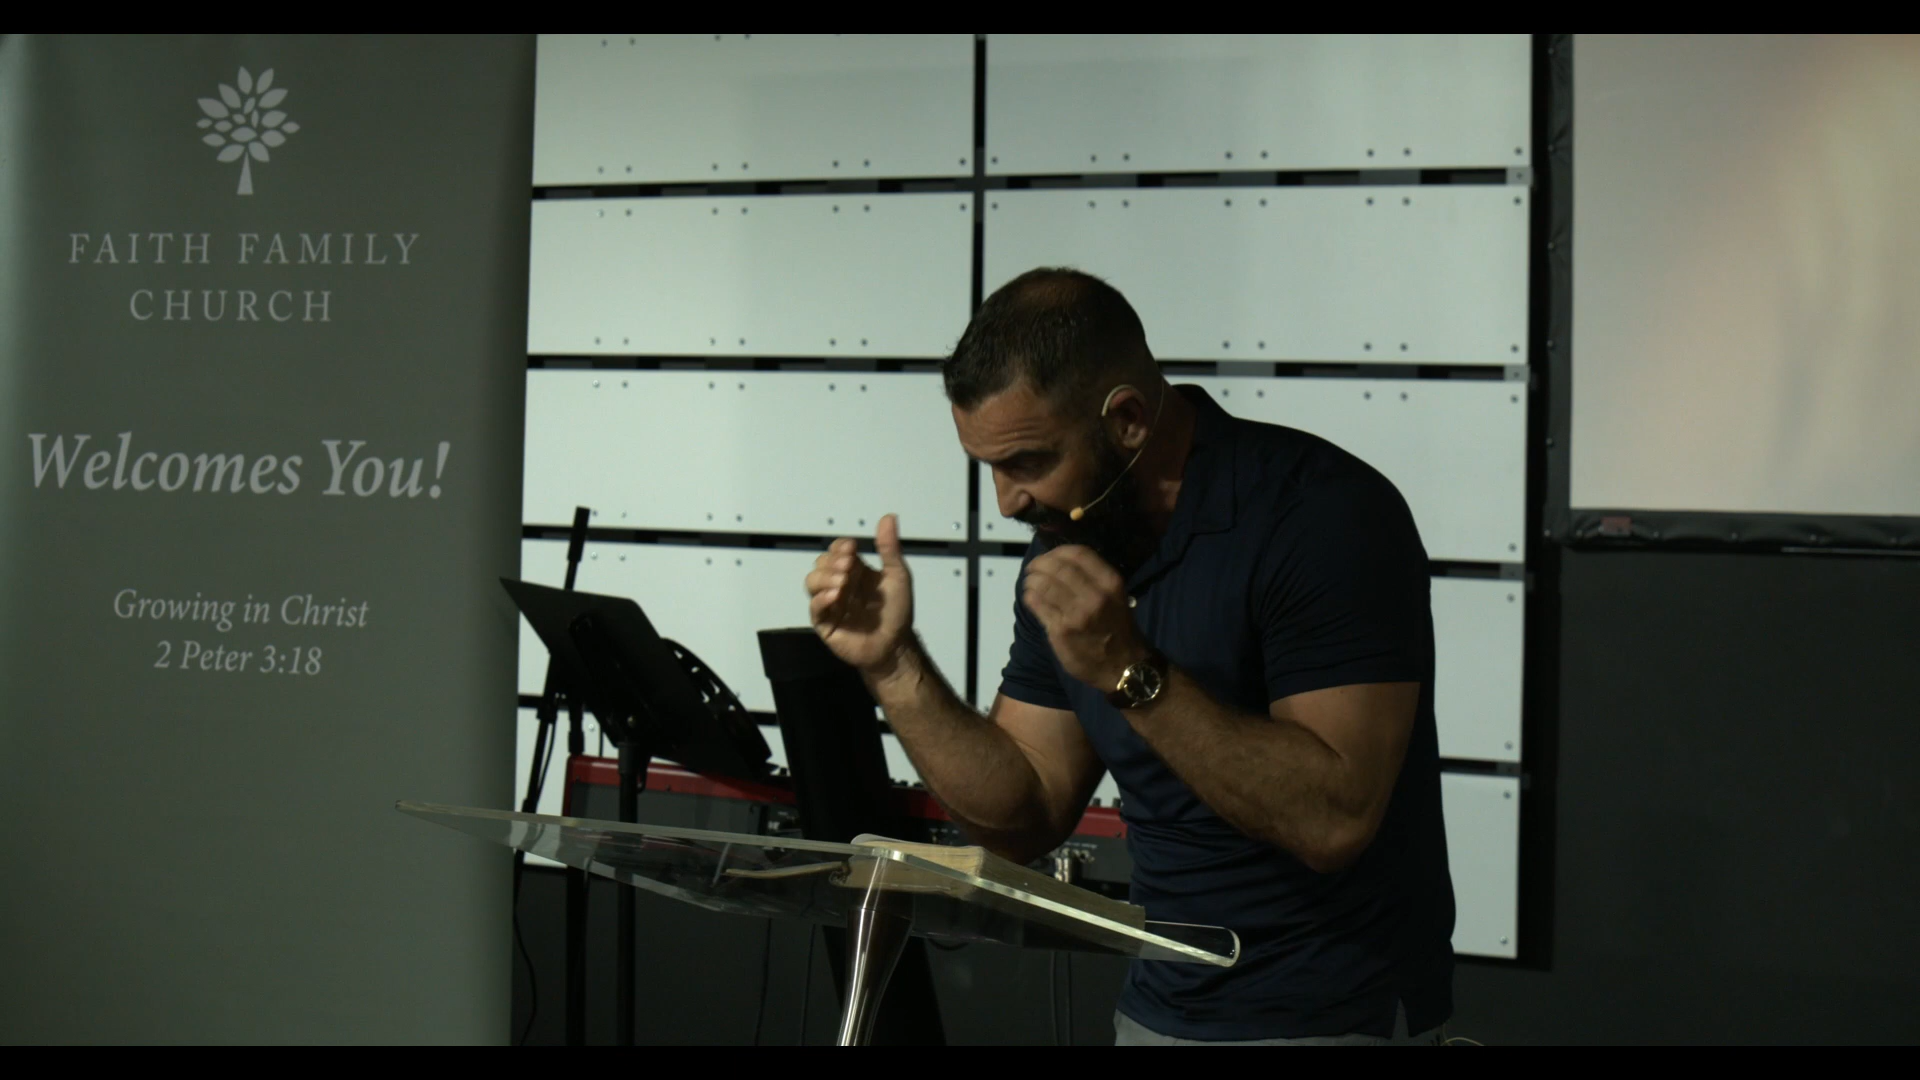 FAITH FAMILY
CHURCH
Welcomes You!
Growing in Christ
2 Peter 3:18